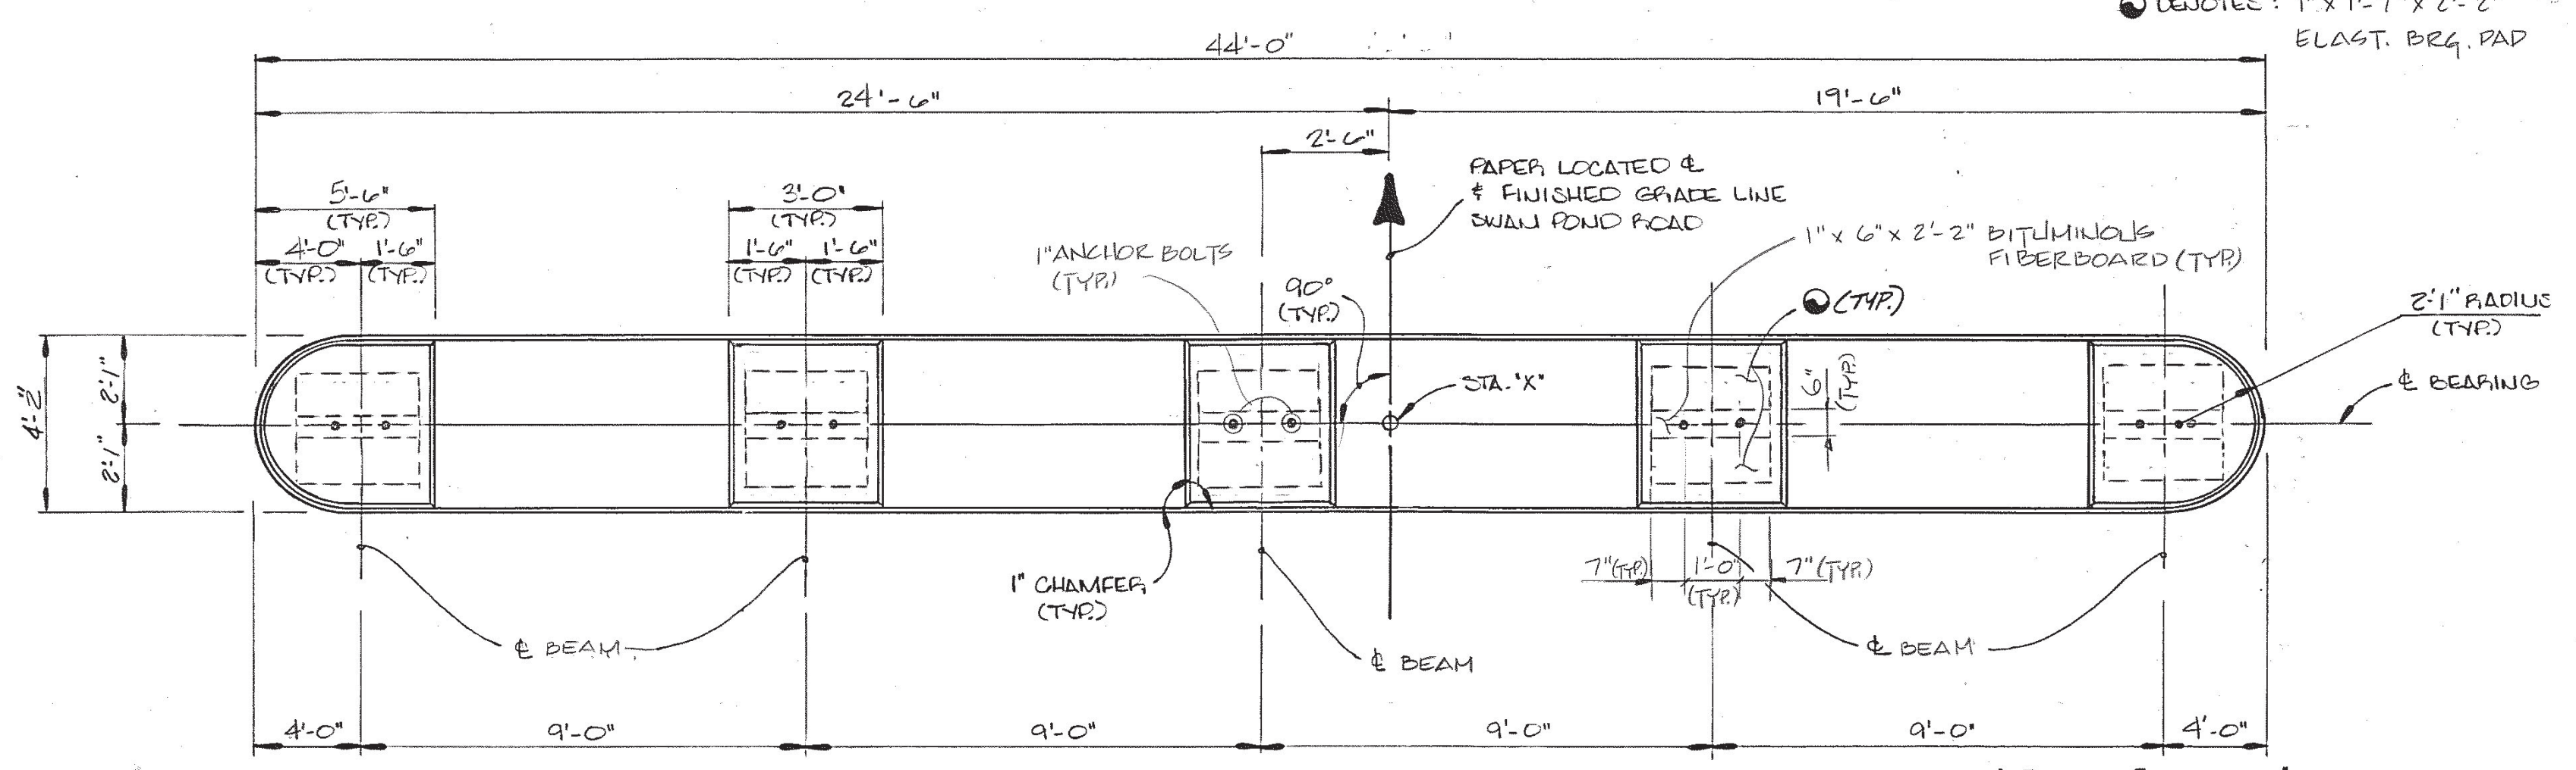 DENOTES: 1" x 1'-7" x 2'-2"
ELAST. BRG. PAD
44'-0"
24'-6"
19'-6"
2'-6"
PAPER LOCATED ℄
& FINISHED GRADE LINE
SWAN POND ROAD
5'-6"
(TYP.)
3'-0"
(TYP.)
4'-0"
(TYP.)
1'-6"
(TYP.)
1'-6"
(TYP.)
1'-6"
(TYP.)
1" ANCHOR BOLTS
(TYP.)
90°
(TYP.)
1" x 6" x 2'-2" BITUMINOUS
FIBERBOARD (TYP.)
(TYP.)
2'-1" RADIUS
(TYP.)
4'-2"
2'-1"
2'-1"
STA. "X"
6"
(TYP.)
℄ BEARING
1" CHAMFER
(TYP.)
7" (TYP.)
1'-0"
(TYP.)
7" (TYP.)
℄ BEAM
℄ BEAM
℄ BEAM
4'-0"
9'-0"
9'-0"
9'-0"
9'-0"
4'-0"